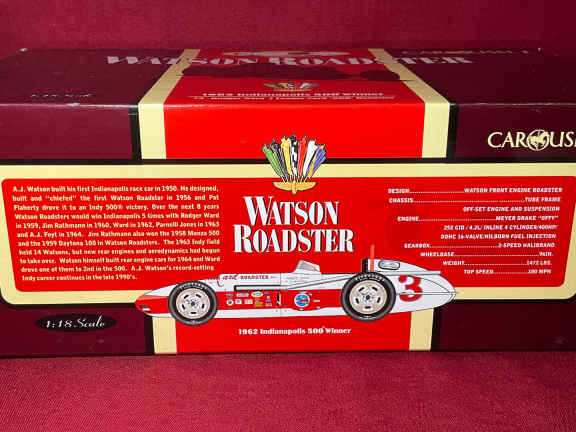 CAROUSEL
WATSON ROADSTER
1:18 Scale
1962 Indianapolis 500 Winner
CAROUSE
A.J. Watson built his first Indianapolis race car in 1950. He designed,
built and "chiefed" the first Watson Roadster in 1956 and Pat
Flaherty drove it to an Indy 500® victory. Over the next 8 years
Watson Roadsters would win Indianapolis 5 times with Rodger Ward
in 1959, Jim Rathmann in 1960, Ward in 1962, Parnelli Jones in 1963
and A.J. Foyt in 1964. Jim Rathmann also won the 1958 Monza 500
and the 1959 Daytona 100 in Watson Roadsters. The 1963 Indy field
held 14 Watsons, but new rear engines and aerodynamics had begun
to take over. Watson himself built rear engine cars for 1964 and Ward
drove one of them to 2nd in the 500. A.J. Watson's record-setting
Indy career continues in the late 1990's.
WATSON
ROADSTER
DESIGN WATSON FRONT ENGINE ROADSTER
CHASSIS TUBE FRAME
OFF-SET ENGINE AND SUSPENSION
ENGINE MEYER DRAKE "OFFY"
252 CID / 4.2L/ INLINE 4 CYLINDER-400HP
DOHC 16-VALVE/HILBORN FUEL INJECTION
GEARBOX 2-SPEED HALIBRAND
WHEELBASE 96IN.
WEIGHT 1472 LBS.
TOP SPEED 180 MPH
ROADSTER
3
1962 Indianapolis 500 Winner
1:18 Scale